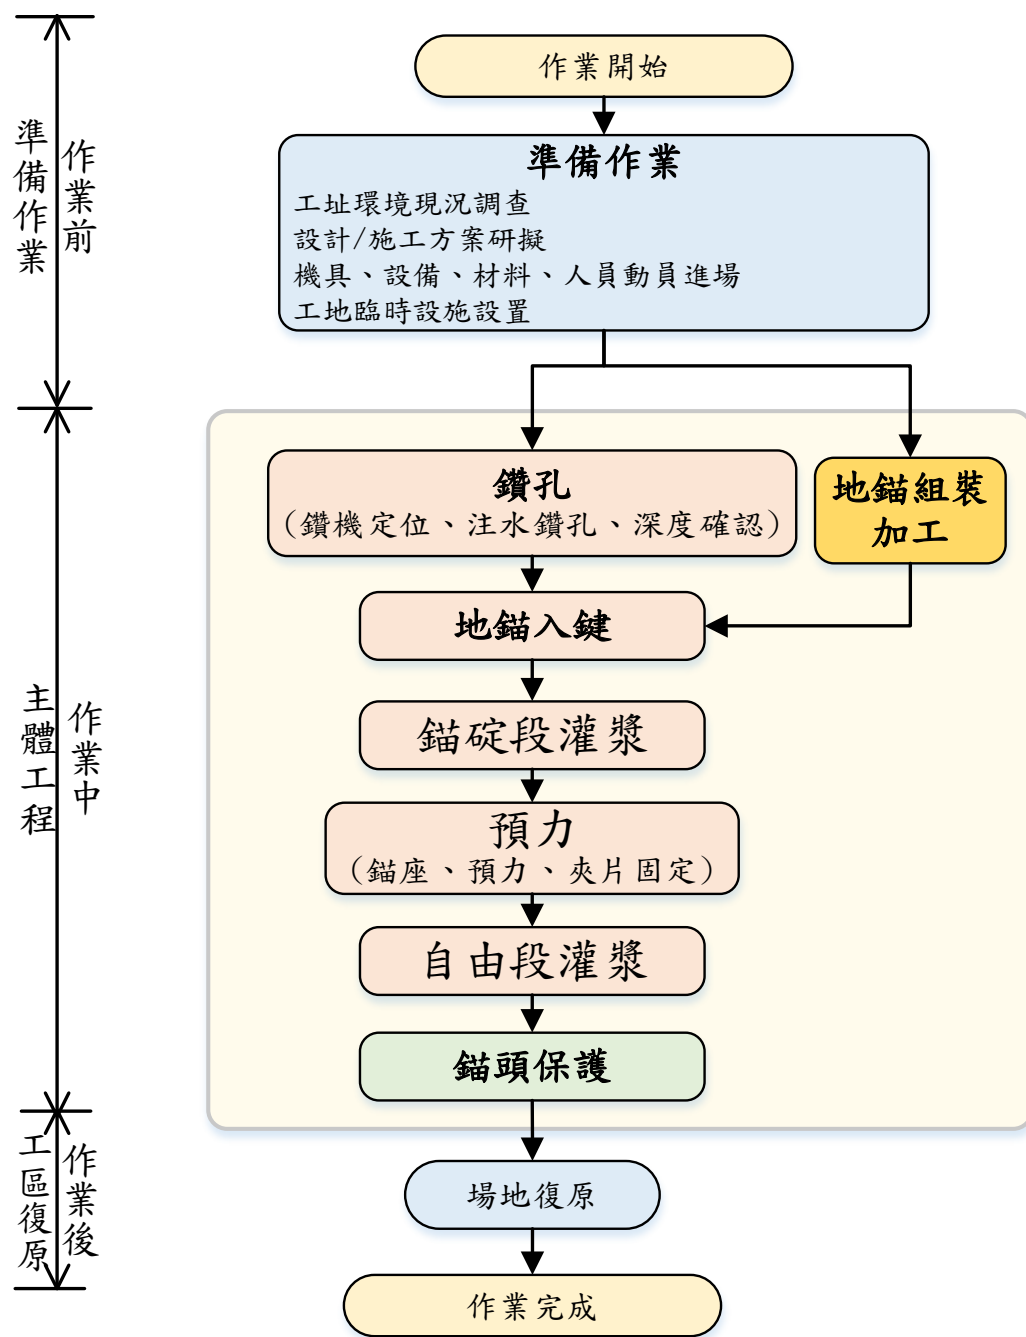 作業開始
準備作業
工址環境現況調查
設計/施工方案研擬
機具、設備、材料、人員動員進場
工地臨時設施設置
準備作業
作業前
鑽孔
(鑽機定位、注水鑽孔、深度確認)
地錨組裝
加工
地錨入鍵
錨碇段灌漿
預力
(錨座、預力、夾片固定)
自由段灌漿
錨頭保護
主體工程
作業中
場地復原
作業完成
工區復原
作業後